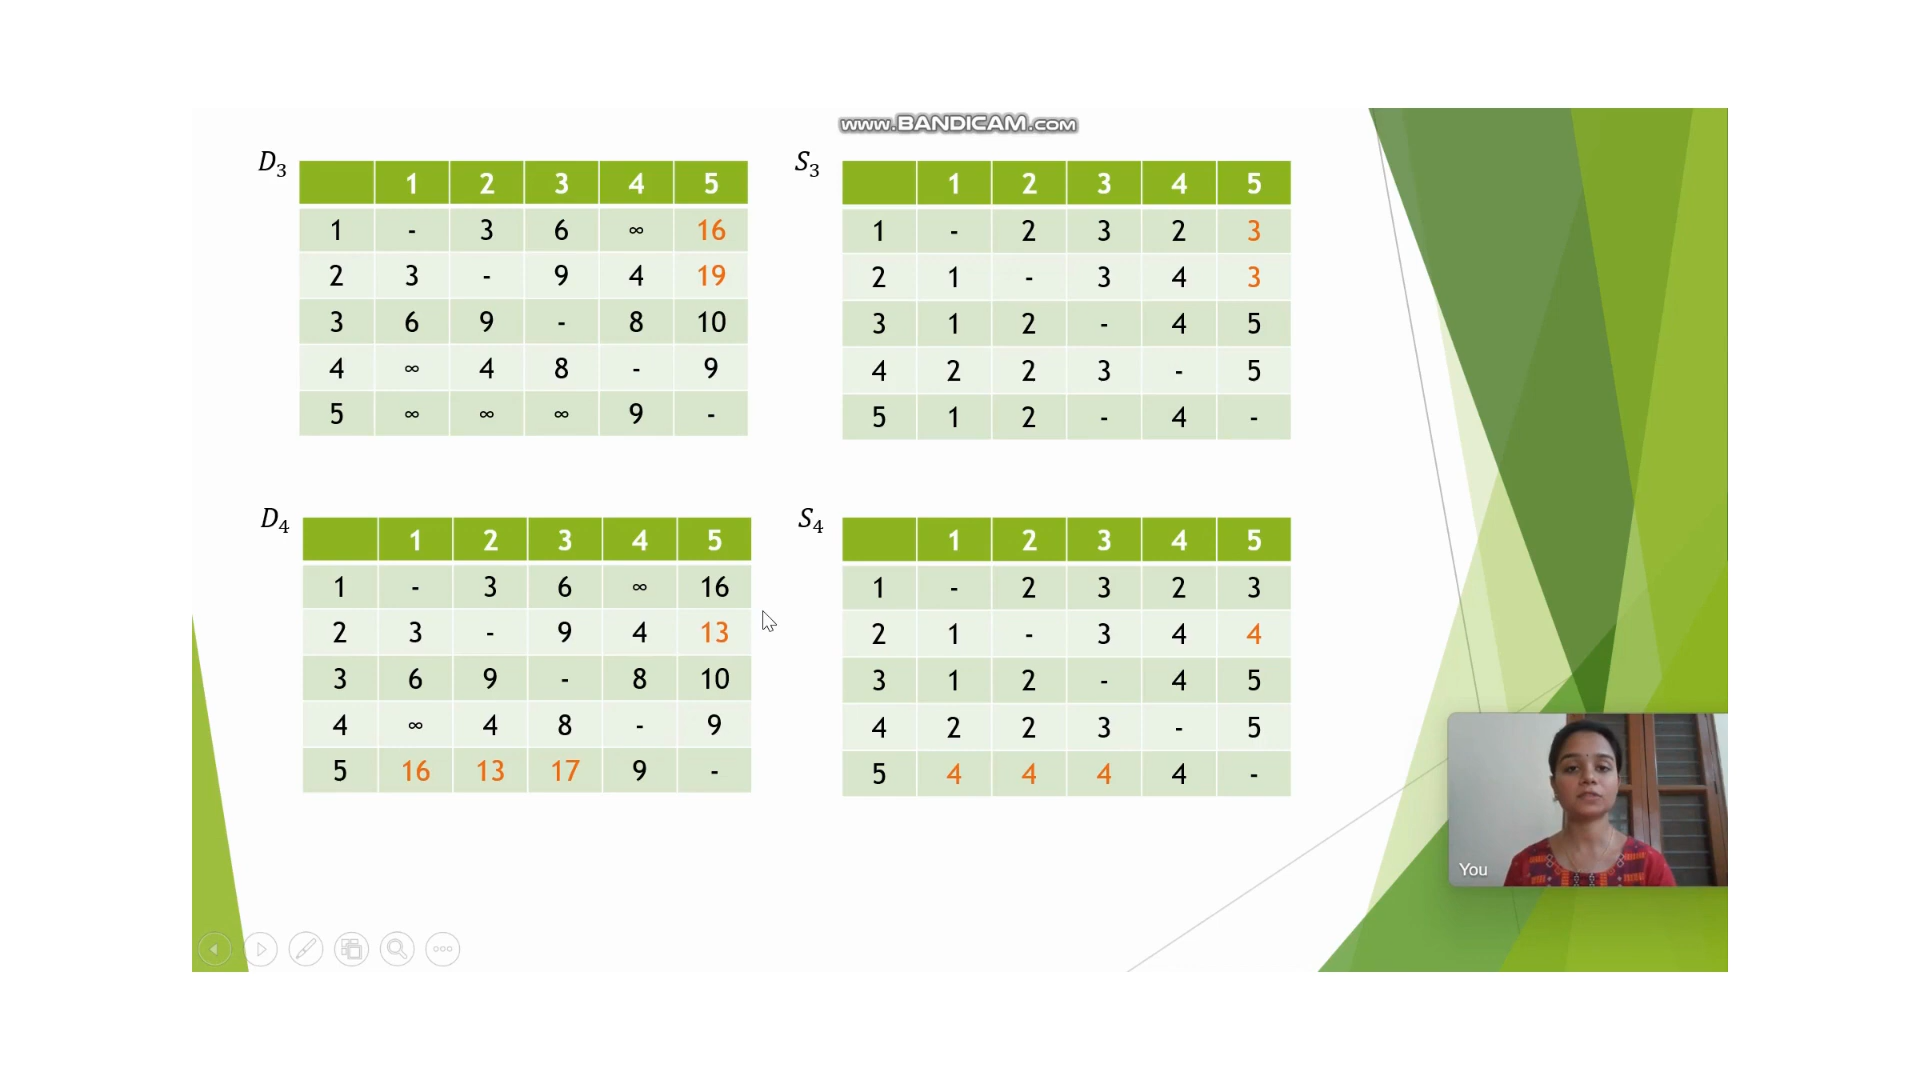 www.BANDICAM.com
D₃
1 2 3 4 5
1 - 3 6 ∞ 16
2 3 - 9 4 19
3 6 9 - 8 10
4 ∞ 4 8 - 9
5 ∞ ∞ ∞ 9 -
S₃
1 2 3 4 5
1 - 2 3 2 3
2 1 - 3 4 3
3 1 2 - 4 5
4 2 2 3 - 5
5 1 2 - 4 -
D₄
1 2 3 4 5
1 - 3 6 ∞ 16
2 3 - 9 4 13
3 6 9 - 8 10
4 ∞ 4 8 - 9
5 16 13 17 9 -
S₄
1 2 3 4 5
1 - 2 3 2 3
2 1 - 3 4 4
3 1 2 - 4 5
4 2 2 3 - 5
5 4 4 4 4 -
You